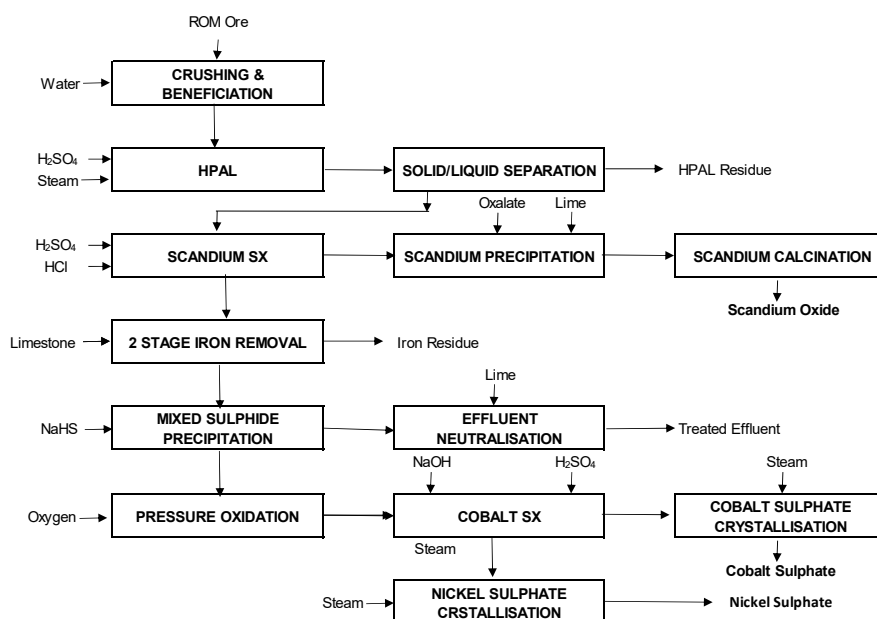 ROM Ore
Water
CRUSHING &
BENEFICIATION
H₂SO₄
Steam
HPAL
SOLID/LIQUID SEPARATION
HPAL Residue
Oxalate
Lime
H₂SO₄
HCl
SCANDIUM SX
SCANDIUM PRECIPITATION
SCANDIUM CALCINATION
Scandium Oxide
Limestone
2 STAGE IRON REMOVAL
Iron Residue
Lime
NaHS
MIXED SULPHIDE
PRECIPITATION
EFFLUENT
NEUTRALISATION
Treated Effluent
NaOH
H₂SO₄
Steam
Oxygen
PRESSURE OXIDATION
COBALT SX
COBALT SULPHATE
CRYSTALLISATION
Steam
Cobalt Sulphate
Steam
NICKEL SULPHATE
CRSTALLISATION
Nickel Sulphate